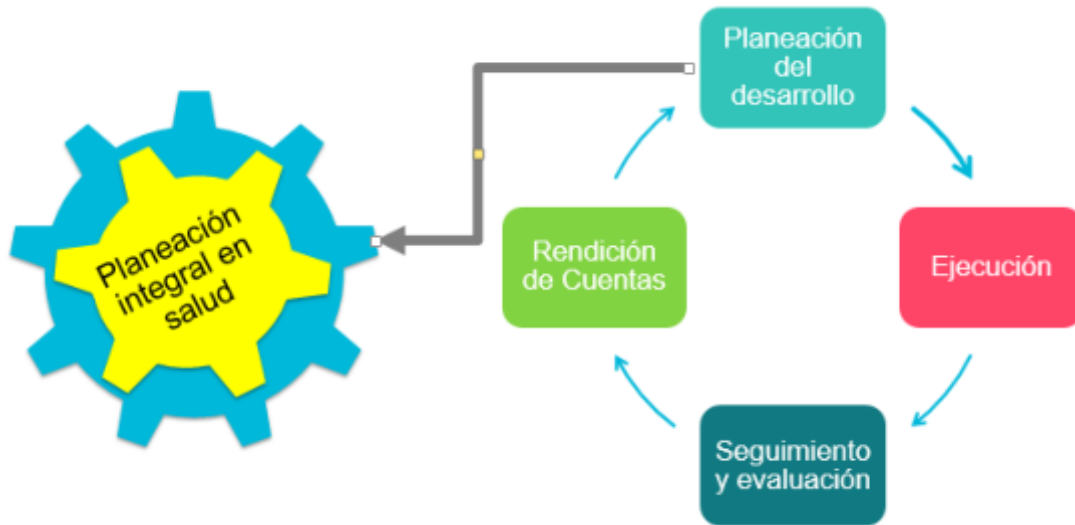 Planeación
integral en
salud
Planeación
del
desarrollo
Ejecución
Seguimiento
y evaluación
Rendición
de Cuentas